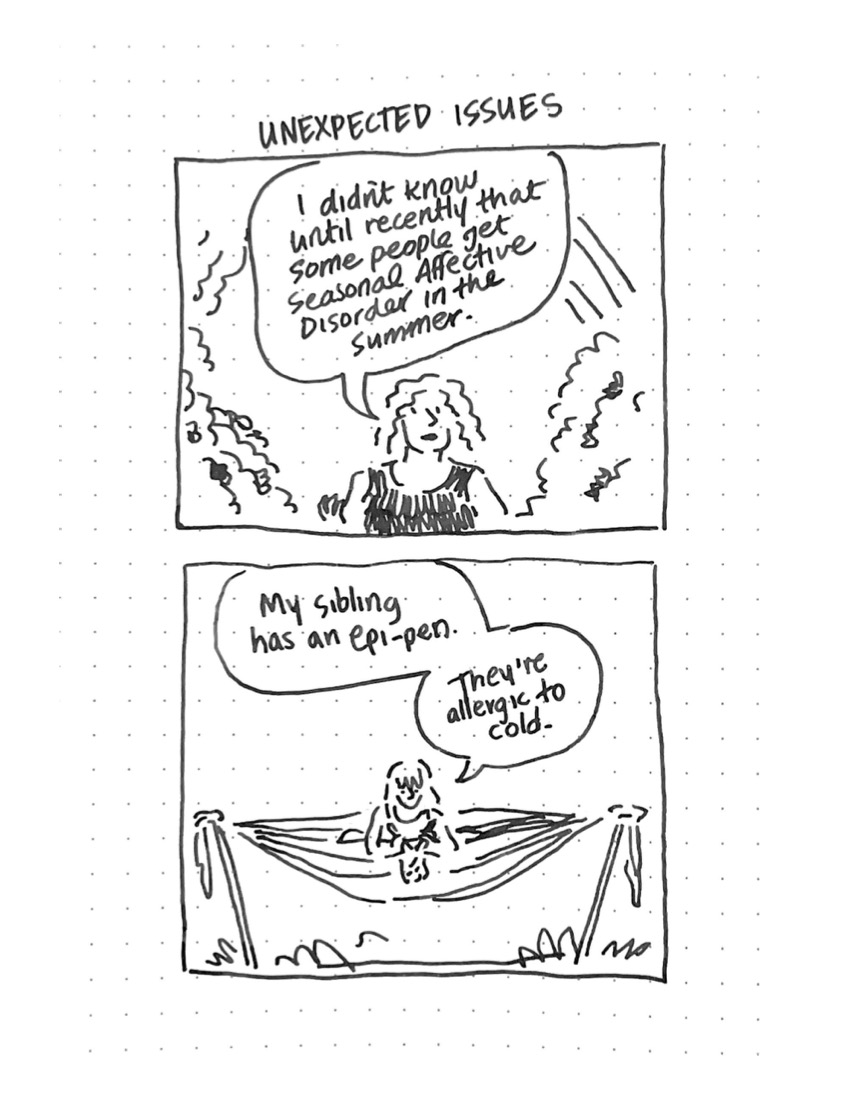 UNEXPECTED ISSUES
I didn't know
until recently that
some people get
Seasonal Affective
Disorder in the
summer.
My sibling
has an epi-pen.
They're
allergic to
cold.